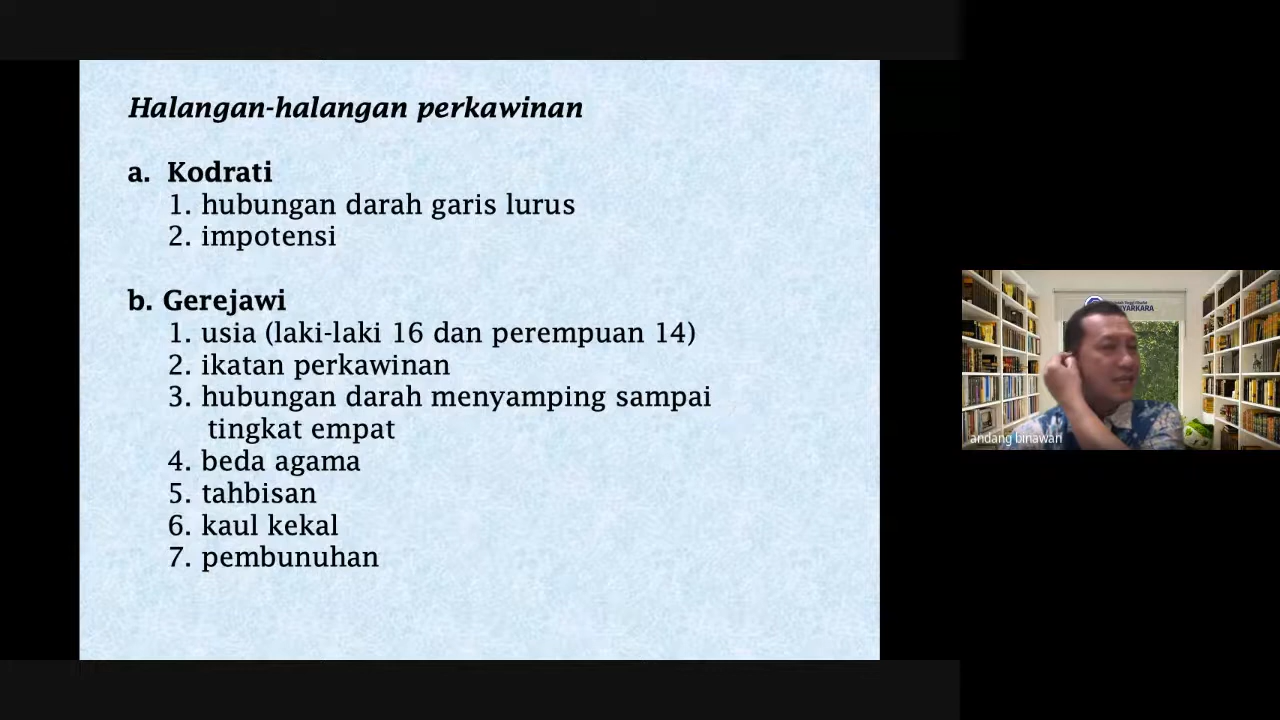 Halangan-halangan perkawinan
a. Kodrati
1. hubungan darah garis lurus
2. impotensi
b. Gerejawi
1. usia (laki-laki 16 dan perempuan 14)
2. ikatan perkawinan
3. hubungan darah menyamping sampai
tingkat empat
4. beda agama
5. tahbisan
6. kaul kekal
7. pembunuhan
andang binawan